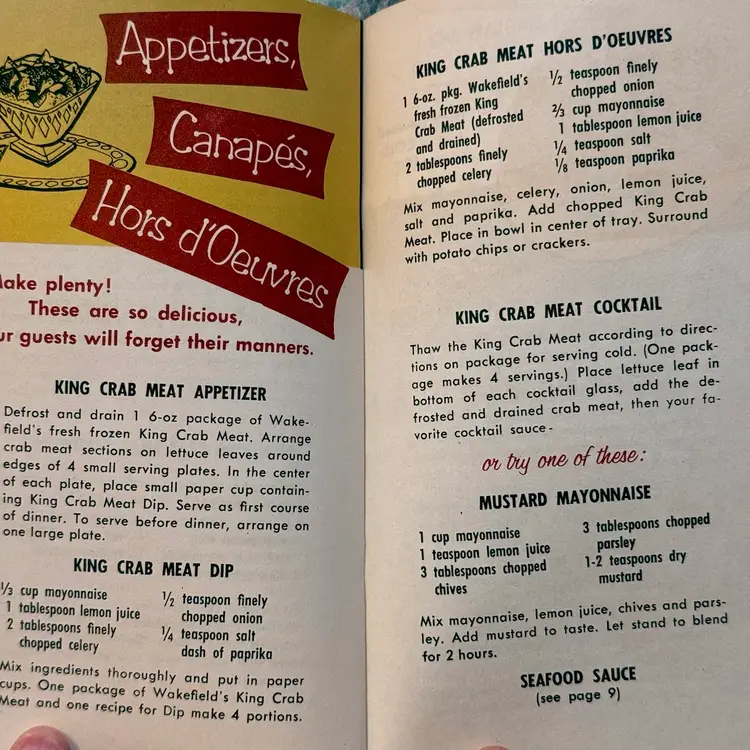 Appetizers,
Canapés,
Hors d'Oeuvres
Make plenty!
These are so delicious,
guests will forget their manners.
KING CRAB MEAT APPETIZER
Defrost and drain 1 6-oz package of Wake-
field's fresh frozen King Crab Meat. Arrange
crab meat sections on lettuce leaves around
edges of 4 small serving plates. In the center
of each plate, place small paper cup contain-
ing King Crab Meat Dip. Serve as first course
of dinner. To serve before dinner, arrange on
one large plate.
KING CRAB MEAT DIP
1/3 cup mayonnaise
1 tablespoon lemon juice
2 tablespoons finely
chopped celery
1/2 teaspoon finely
chopped onion
1/4 teaspoon salt
dash of paprika
Mix ingredients thoroughly and put in paper
cups. One package of Wakefield's King Crab
Meat and one recipe for Dip make 4 portions.
KING CRAB MEAT HORS D'OEUVRES
1 6-oz. pkg. Wakefield's
fresh frozen King
Crab Meat (defrosted
and drained)
2 tablespoons finely
chopped celery
1/2 teaspoon finely
chopped onion
2/3 cup mayonnaise
1 tablespoon lemon juice
1/4 teaspoon salt
1/8 teaspoon paprika
Mix mayonnaise, celery, onion, lemon juice,
salt and paprika. Add chopped King Crab
Meat. Place in bowl in center of tray. Surround
with potato chips or crackers.
KING CRAB MEAT COCKTAIL
Thaw the King Crab Meat according to direc-
tions on package for serving cold. (One pack-
age makes 4 servings.) Place lettuce leaf in
bottom of each cocktail glass, add the de-
frosted and drained crab meat, then your fa-
vorite cocktail sauce -
or try one of these:
MUSTARD MAYONNAISE
1 cup mayonnaise
1 teaspoon lemon juice
3 tablespoons chopped
chives
3 tablespoons chopped
parsley
1-2 teaspoons dry
mustard
Mix mayonnaise, lemon juice, chives and pars-
ley. Add mustard to taste. Let stand to blend
for 2 hours.
SEAFOOD SAUCE
(see page 9)